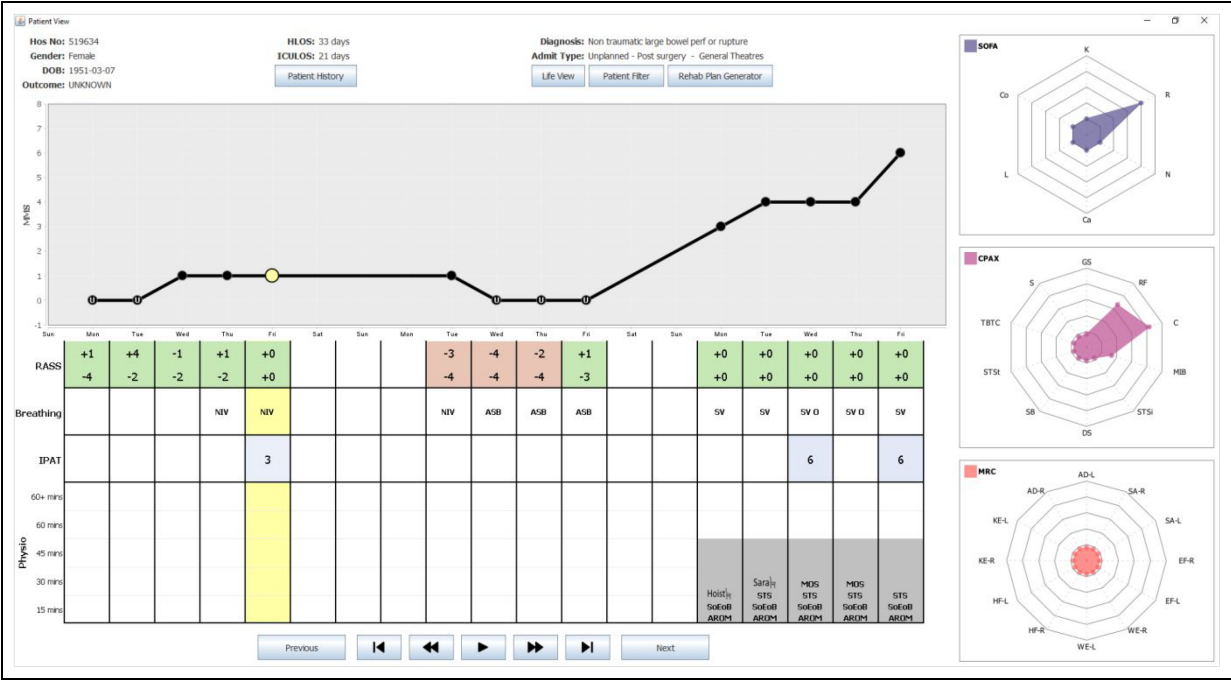 Patient View
Hos No: 519634 HLOS: 33 days Diagnosis: Non traumatic large bowel perf or rupture
Gender: Female ICULOS: 21 days Admit Type: Unplanned - Post surgery - General Theatres
DOB: 1951-03-07 Patient History Life View Patient Filter Rehab Plan Generator
Outcome: UNKNOWN
8
7
6
5
4
3
2
1
0
-1
MMS
U U U U U
Sun Mon Tue Wed Thu Fri Sat Sun Mon Tue Wed Thu Fri Sat Sun Mon Tue Wed Thu Fri
RASS
+1 +4 -1 +1 +0 -3 -4 -2 +1 +0 +0 +0 +0 +0
-4 -2 -2 -2 +0 -4 -4 -4 -3 +0 +0 +0 +0 +0
Breathing NIV NIV NIV ASB ASB ASB SV SV SV O SV O SV
IPAT 3 6 6
Physio
60+ mins
60 mins
45 mins
30 mins
15 mins
Hoist
SoEoB
AROM
Sara
STS
SoEoB
AROM
MOS
STS
SoEoB
AROM
MOS
STS
SoEoB
AROM
STS
SoEoB
AROM
Previous Next
SOFA
K
Co R
L N
Ca
CPAX
GS
S RF
TBTC C
STSt MIB
SB STSi
DS
MRC
AD-L
AD-R SA-R
KE-L SA-L
KE-R EF-R
HF-L EF-L
HF-R WE-R
WE-L